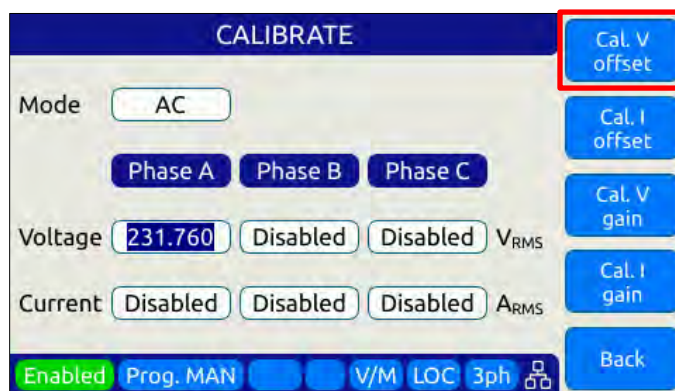 CALIBRATE
Cal. V
offset
Mode AC
Cal. I
offset
Phase A Phase B Phase C
Cal. V
gain
Voltage 231.760 Disabled Disabled VRMS
Cal. I
gain
Current Disabled Disabled Disabled ARMS
Back
Enabled Prog. MAN V/M LOC 3ph